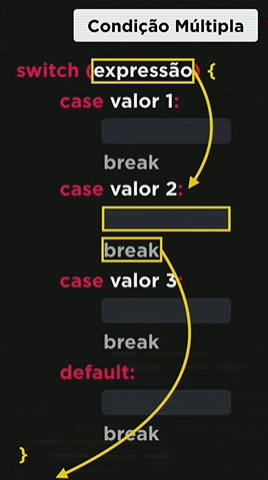 Condição Múltipla
switch (expressão) {
case valor 1:
break
case valor 2:
break
case valor 3:
break
default:
break
}